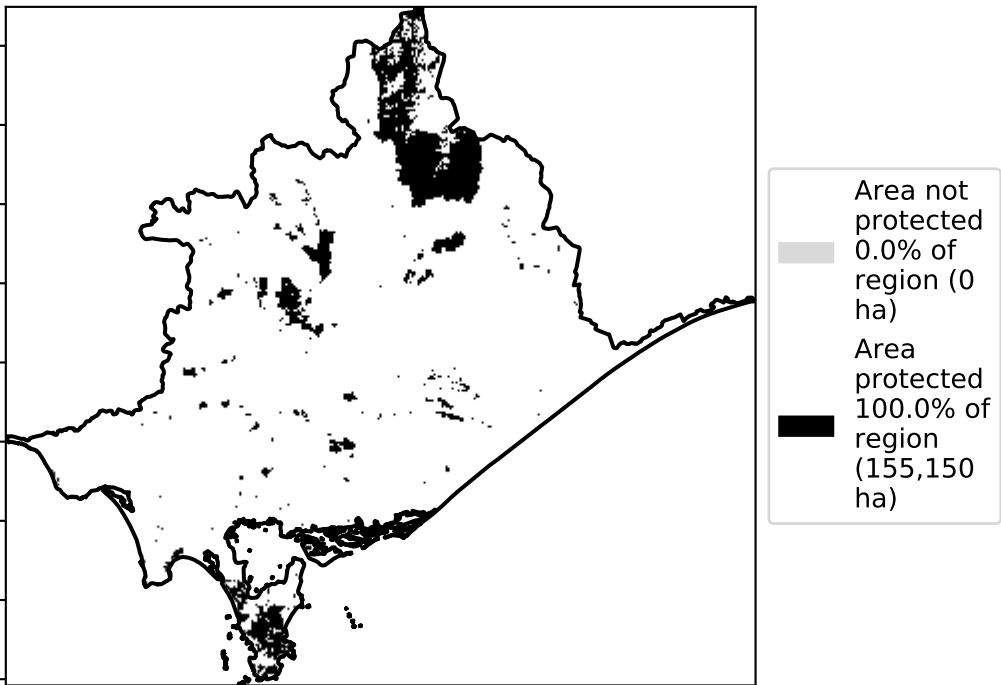 Area not
protected
0.0% of
region (0
ha)
Area
protected
100.0% of
region
(155,150
ha)